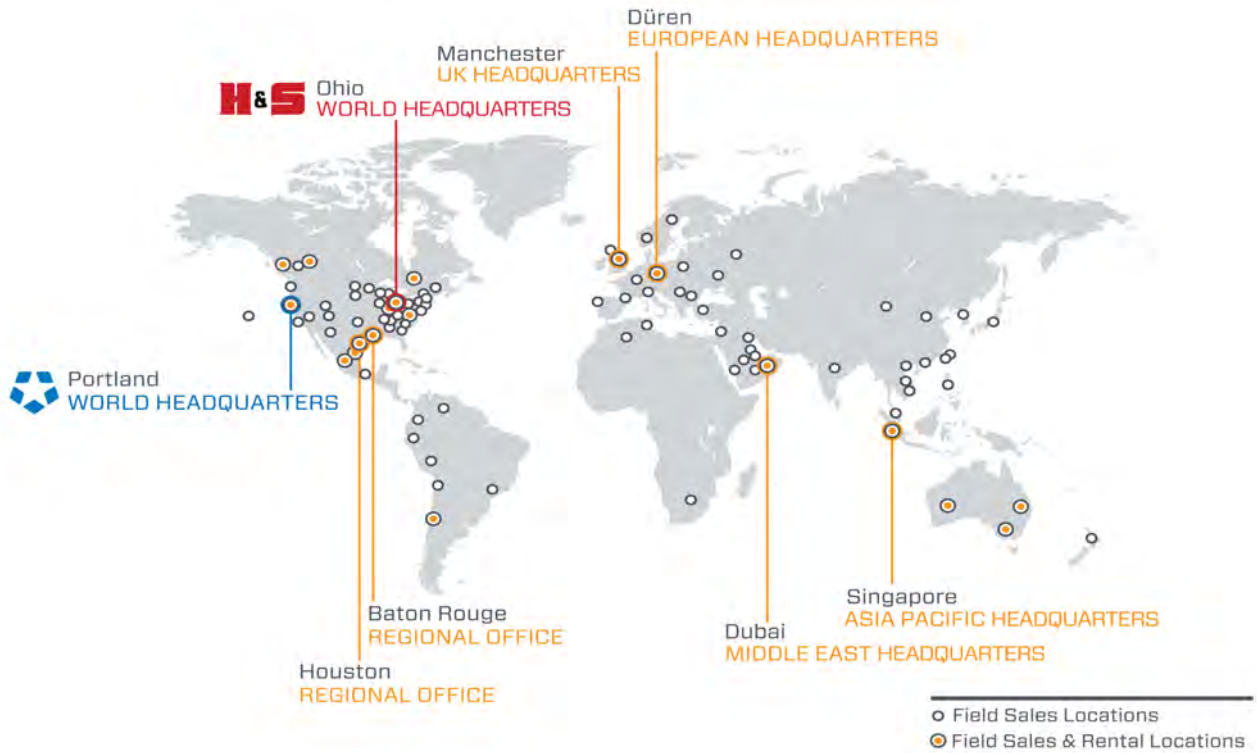 Düren
EUROPEAN HEADQUARTERS
Manchester
UK HEADQUARTERS
H&S
Ohio
WORLD HEADQUARTERS
Portland
WORLD HEADQUARTERS
Baton Rouge
REGIONAL OFFICE
Houston
REGIONAL OFFICE
Dubai
MIDDLE EAST HEADQUARTERS
Singapore
ASIA PACIFIC HEADQUARTERS
Field Sales Locations
Field Sales & Rental Locations